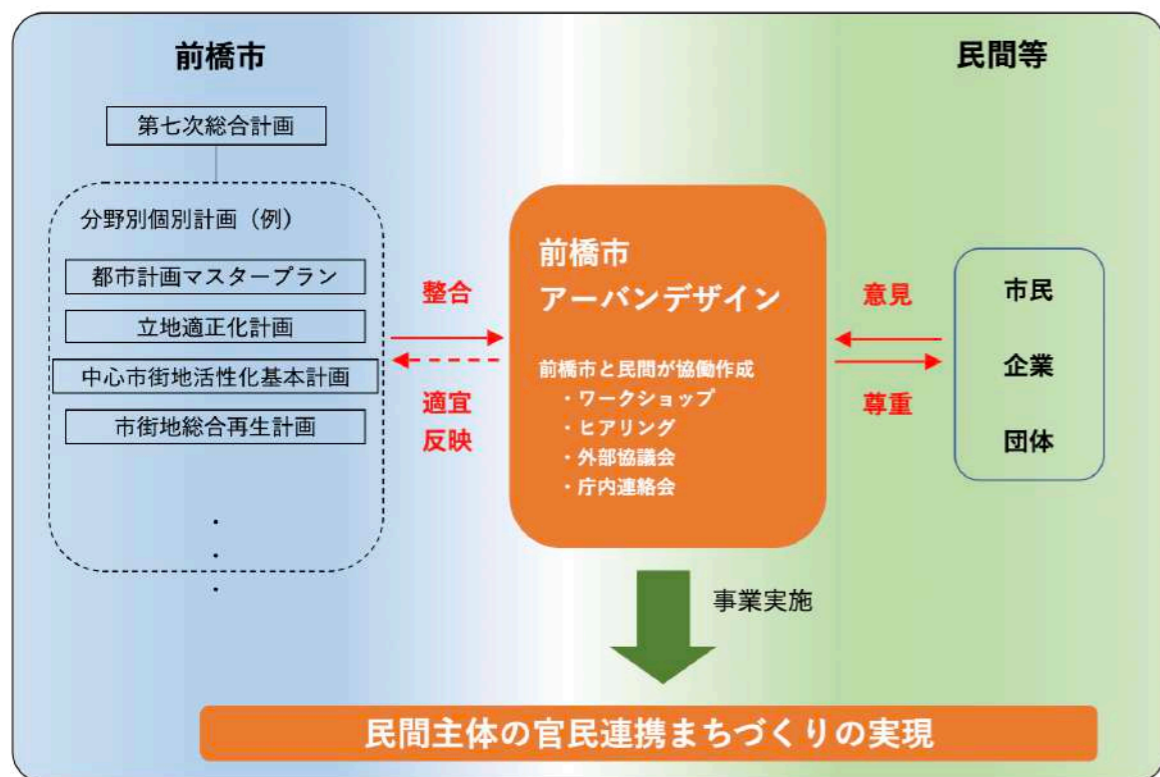 前橋市
民間等
第七次総合計画
分野別個別計画（例）
都市計画マスタープラン
立地適正化計画
中心市街地活性化基本計画
市街地総合再生計画
・
・
・
整合
適宜
反映
前橋市
アーバンデザイン
前橋市と民間が協働作成
・ワークショップ
・ヒアリング
・外部協議会
・庁内連絡会
意見
尊重
市民
企業
団体
事業実施
民間主体の官民連携まちづくりの実現